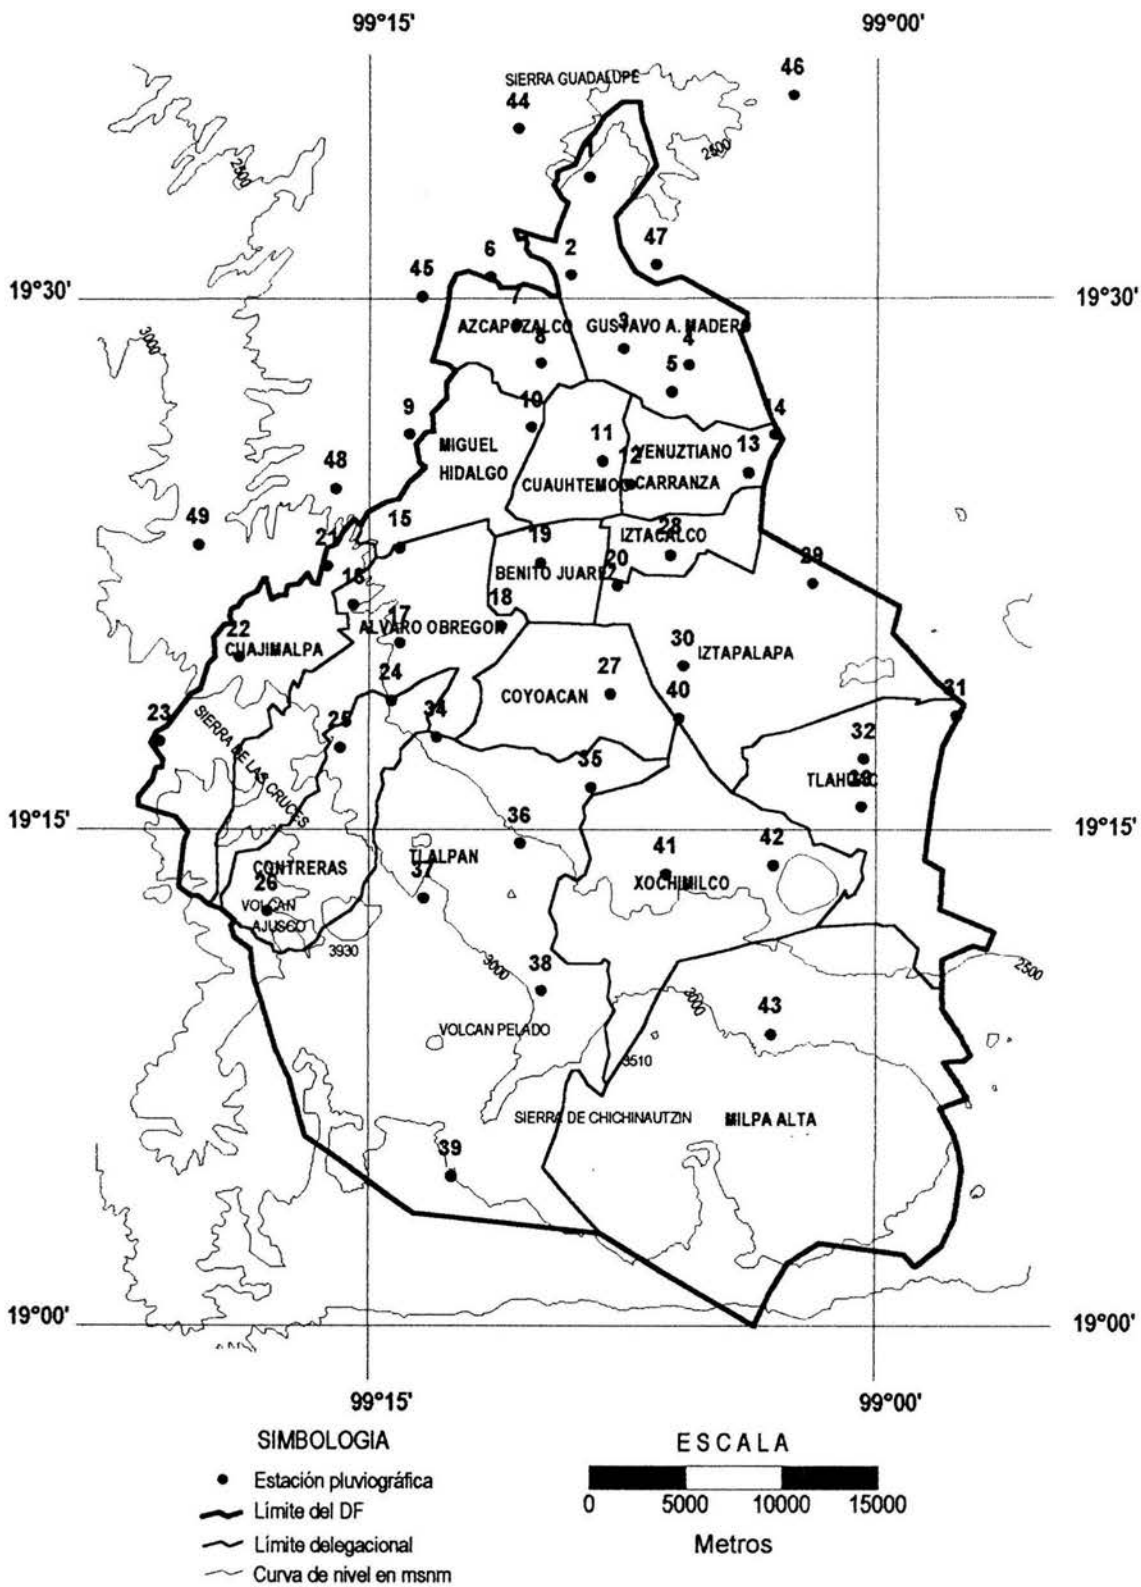 99°15'
99°00'
46
SIERRA GUADALUPE
44
2500
2500
47
6
2
45
19°30'
19°30'
AZCAPOZALCO
GUSTAVO A. MADERO
3
3000
8
4
5
10
14
9
MIGUEL
HIDALGO
11
VENUZTIANO
13
12
CUAUHTEMOC
CARRANZA
48
49
15
19
28
IZTACALCO
21
BENITO JUAREZ
20
29
16
18
17
ALVARO OBREGON
22
CUAJIMALPA
30
IZTAPALAPA
24
27
COYOACAN
40
31
23
SIERRA DE LAS CRUCES
25
34
32
35
TLAHUAC
33
19°15'
19°15'
36
TLALPAN
42
CONTRERAS
37
41
XOCHIMILCO
26
VOLCAN
AJUSCO
3930
3000
38
2500
3000
43
VOLCAN PELADO
3510
SIERRA DE CHICHINAUTZIN
MILPA ALTA
39
19°00'
19°00'
99°15'
99°00'
SIMBOLOGIA
Estación pluviográfica
Límite del DF
Límite delegacional
Curva de nivel en msnm
ESCALA
0 5000 10000 15000
Metros